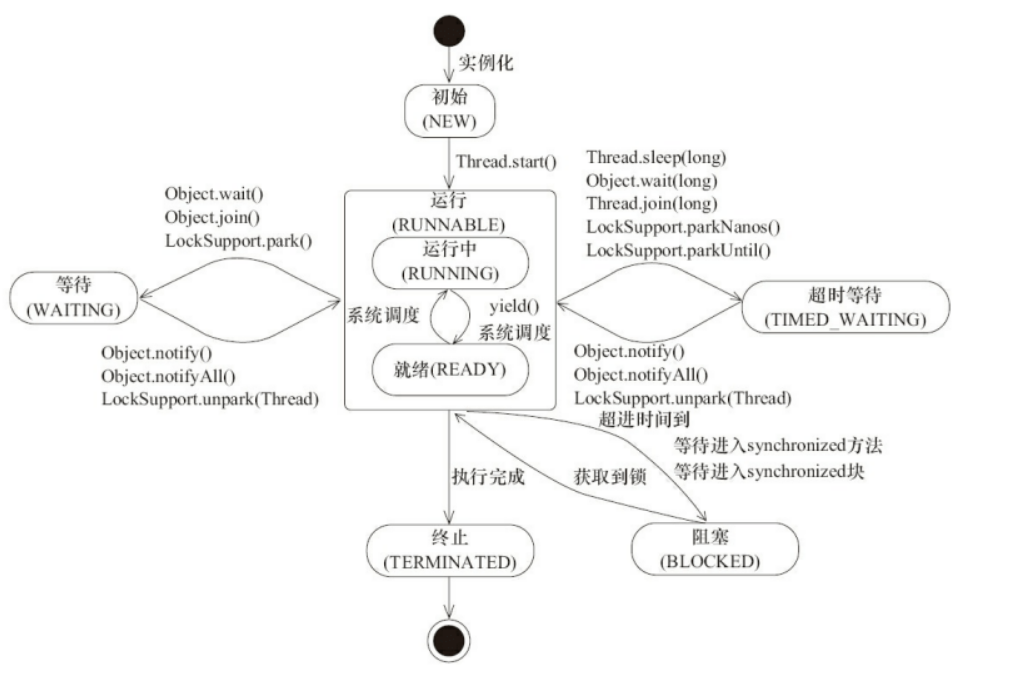 实例化
初始
(NEW)
Thread.start()
Object.wait()
Object.join()
LockSupport.park()
Thread.sleep(long)
Object.wait(long)
Thread.join(long)
LockSupport.parkNanos()
LockSupport.parkUntil()
运行
(RUNNABLE)
运行中
(RUNNING)
等待
(WAITING)
系统调度
yield()
系统调度
超时等待
(TIMED_WAITING)
就绪(READY)
Object.notify()
Object.notifyAll()
LockSupport.unpark(Thread)
Object.notify()
Object.notifyAll()
LockSupport.unpark(Thread)
超进时间到
等待进入synchronized方法
等待进入synchronized块
执行完成
获取到锁
终止
(TERMINATED)
阻塞
(BLOCKED)